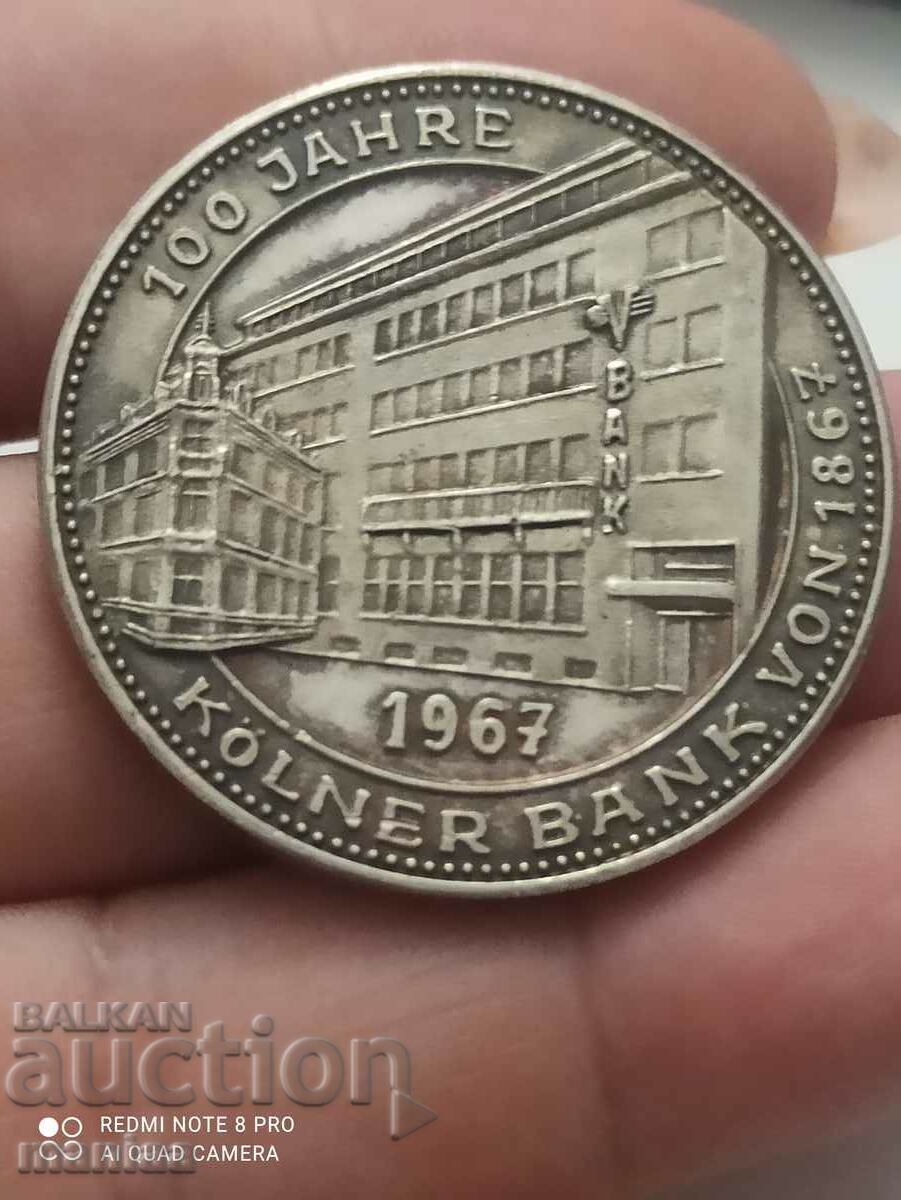 100 JAHRE
KÖLNER BANK VON 1867
V
BANK
1967
BALKAN
auction
REDMI NOTE 8 PRO
AI QUAD CAMERA